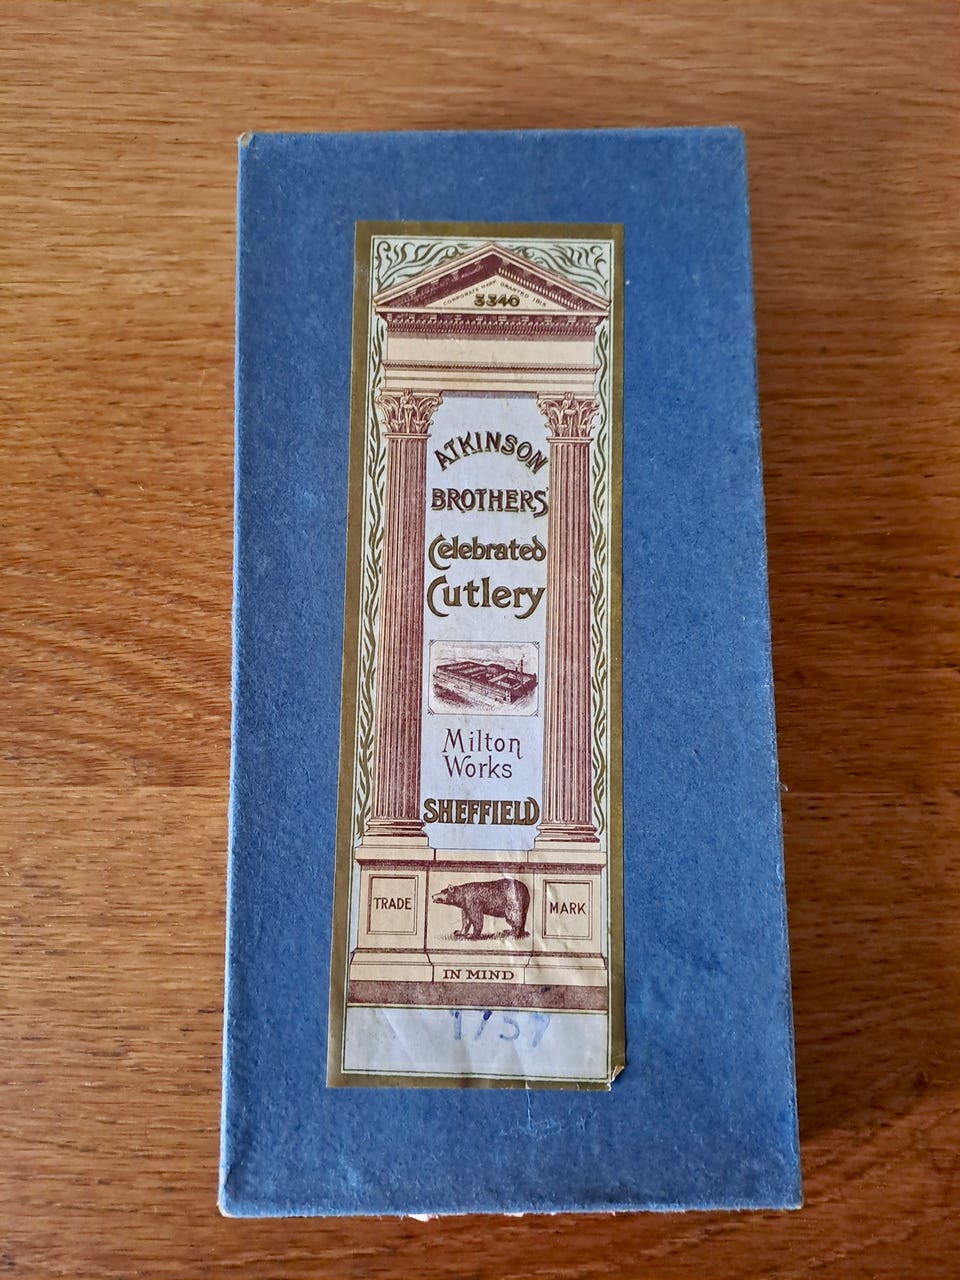 CORPORATE MARK GRANTED 1815
3340
ATKINSON
BROTHERS'
Celebrated
Cutlery
Milton
Works
SHEFFIELD
TRADE MARK
IN MIND